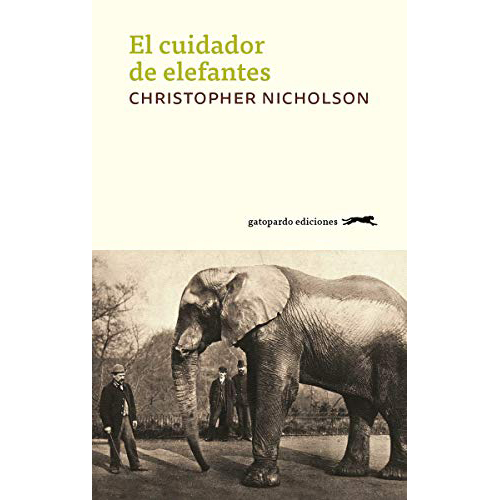 El cuidador
de elefantes
CHRISTOPHER NICHOLSON
gatopardo ediciones